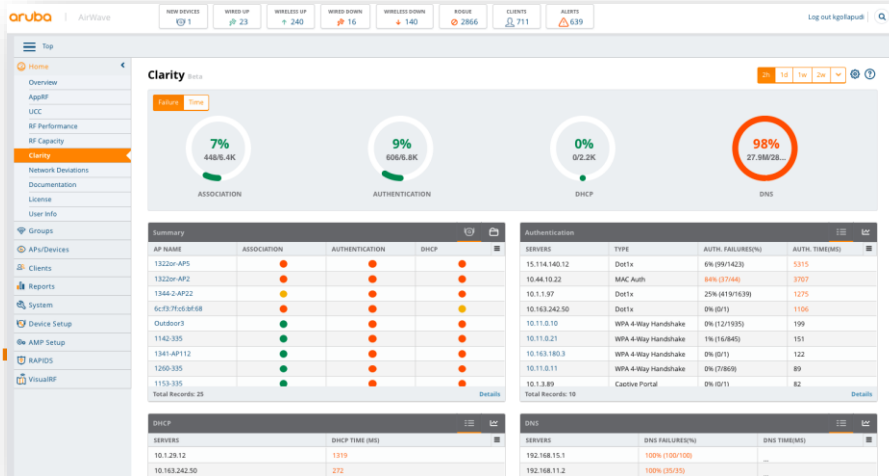 aruba AirWave
NEW DEVICES WIRED UP WIRELESS UP WIRED DOWN WIRELESS DOWN ROGUE CLIENTS ALERTS
1 23 240 16 140 2866 711 639
Log out kgollapudi
Top
Home
Overview
AppRF
UCC
RF Performance
RF Capacity
Clarity
Network Deviations
Documentation
License
User Info
Groups
APs/Devices
Clients
Reports
System
Device Setup
AMP Setup
RAPIDS
VisualRF
Clarity Beta
2h 1d 1w 2w
Failure Time
7% 9% 0% 98%
448/6.4K 606/6.8K 0/2.2K 27.9M/28...
ASSOCIATION AUTHENTICATION DHCP DNS
Summary
AP NAME ASSOCIATION AUTHENTICATION DHCP
1322or-AP5
1322or-AP2
1344-2-AP22
6c:f3:7f:c6:bf:68
Outdoor3
1142-335
1341-AP112
1260-335
1153-335
Total Records: 25 Details
Authentication
SERVERS TYPE AUTH. FAILURES(%) AUTH. TIME(MS)
15.114.140.12 Dot1x 6% (99/1423) 5315
10.44.10.22 MAC Auth 84% (37/44) 3707
10.1.1.97 Dot1x 25% (419/1639) 1275
10.163.242.50 Dot1x 0% (0/1) 1106
10.11.0.10 WPA 4-Way Handshake 0% (12/1935) 199
10.11.0.21 WPA 4-Way Handshake 1% (16/845) 151
10.163.180.3 WPA 4-Way Handshake 0% (0/1) 122
10.11.0.11 WPA 4-Way Handshake 0% (7/869) 89
10.1.3.89 Captive Portal 0% (0/1) 82
Total Records: 10 Details
DHCP
SERVERS DHCP TIME (MS)
10.1.29.12 1319
10.163.242.50 272
DNS
SERVERS DNS FAILURES(%) DNS TIME(MS)
192.168.15.1 100% (100/100) _
192.168.11.2 100% (35/35) _